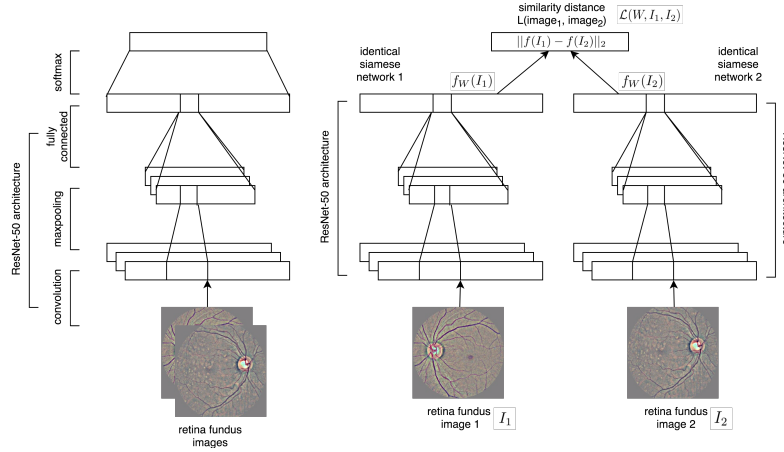 softmax
fully
connected
maxpooling
convolution
ResNet-50 architecture
retina fundus
images
similarity distance
L(image₁, image₂)
ℒ(W, I₁, I₂)
||f(I₁) − f(I₂)||₂
identical
siamese
network 1
f_W(I₁)
f_W(I₂)
identical
siamese
network 2
ResNet-50 architecture
retina fundus
image 1
I₁
retina fundus
image 2
I₂